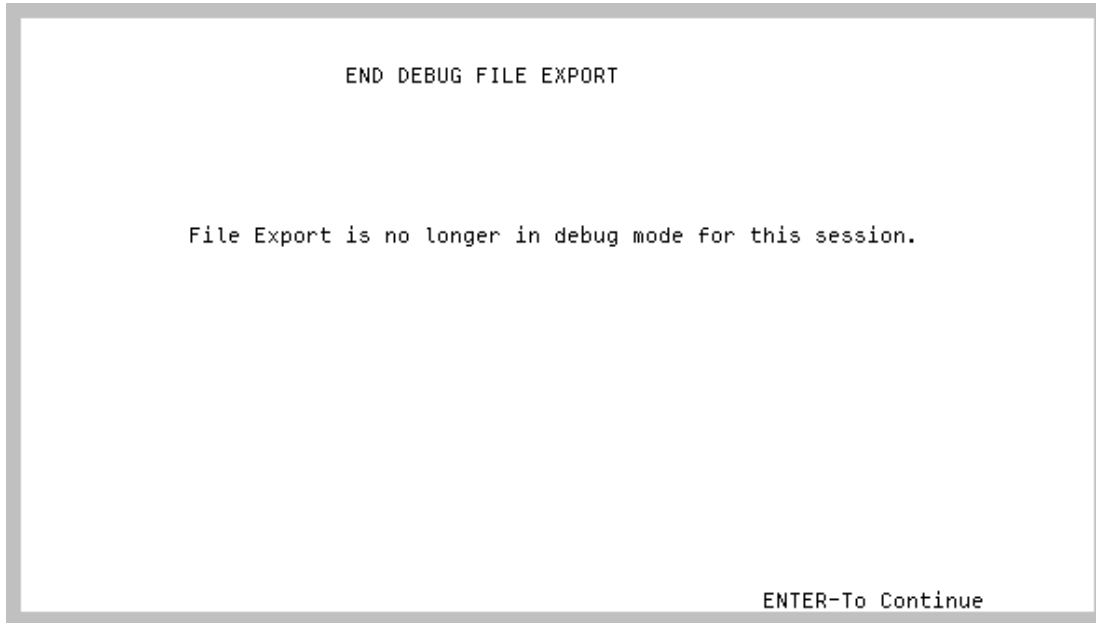 END DEBUG FILE EXPORT
File Export is no longer in debug mode for this session.
ENTER-To Continue